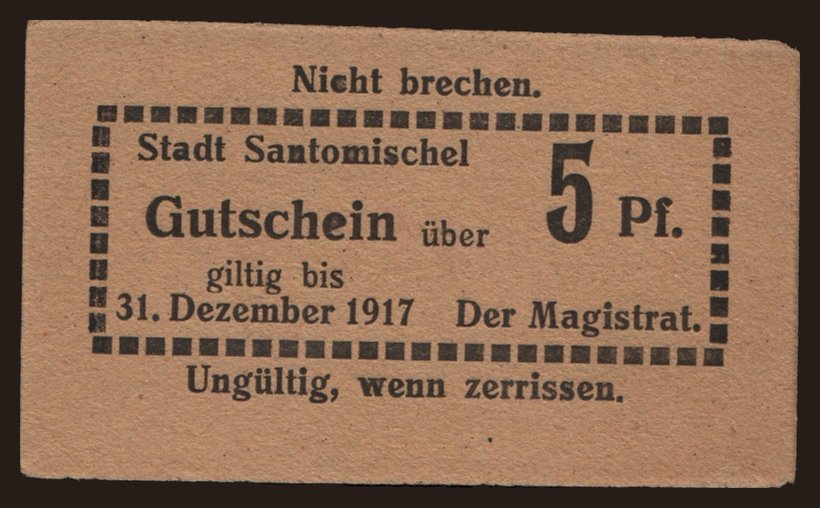 Nicht brechen.
Stadt Santomischel
5 Pf.
Gutschein über
giltig bis
31. Dezember 1917 Der Magistrat.
Ungültig, wenn zerrissen.